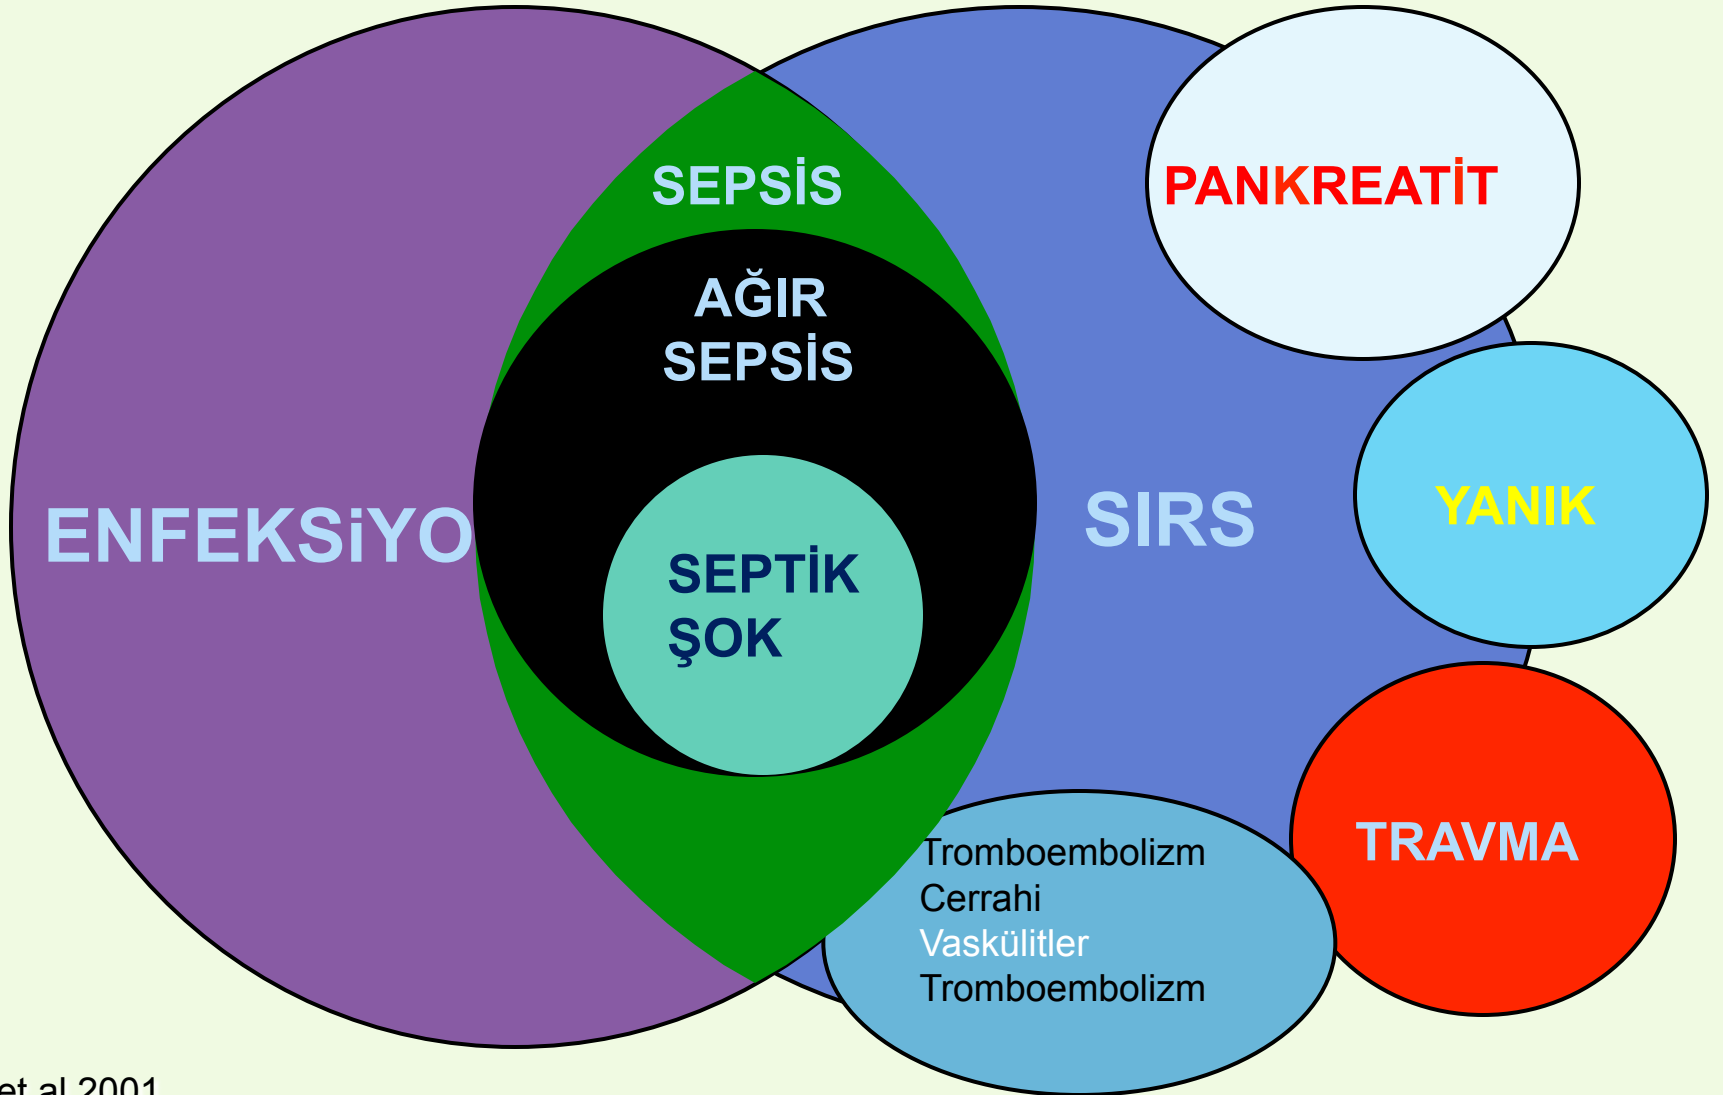 SEPSİS
PANKREATİT
AĞIR
SEPSİS
ENFEKSiYO
SIRS
YANIK
SEPTİK
ŞOK
TRAVMA
Tromboembolizm
Cerrahi
Vaskülitler
Tromboembolizm
et al 2001